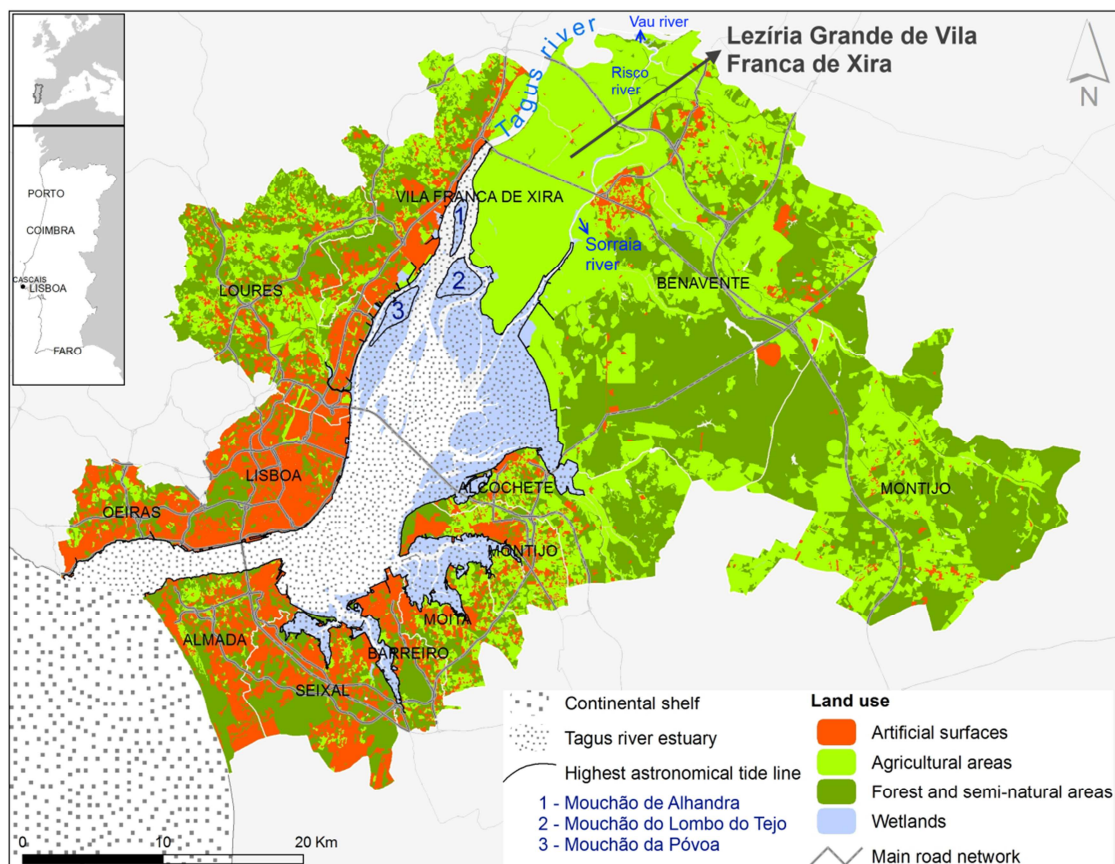 Vau river
Tagus river
Lezíria Grande de Vila
Franca de Xira
Risco
river
N
PORTO
COIMBRA
CASCAIS
LISBOA
FARO
VILA FRANCA DE XIRA
1
Sorraia
river
2
BENAVENTE
LOURES
3
LISBOA
ALCOCHETE
MONTIJO
OEIRAS
MONTIJO
MOITA
ALMADA
BARREIRO
SEIXAL
Continental shelf
Tagus river estuary
Highest astronomical tide line
1 - Mouchão de Alhandra
2 - Mouchão do Lombo do Tejo
3 - Mouchão da Póvoa
Land use
Artificial surfaces
Agricultural areas
Forest and semi-natural areas
Wetlands
Main road network
0 10 20 Km